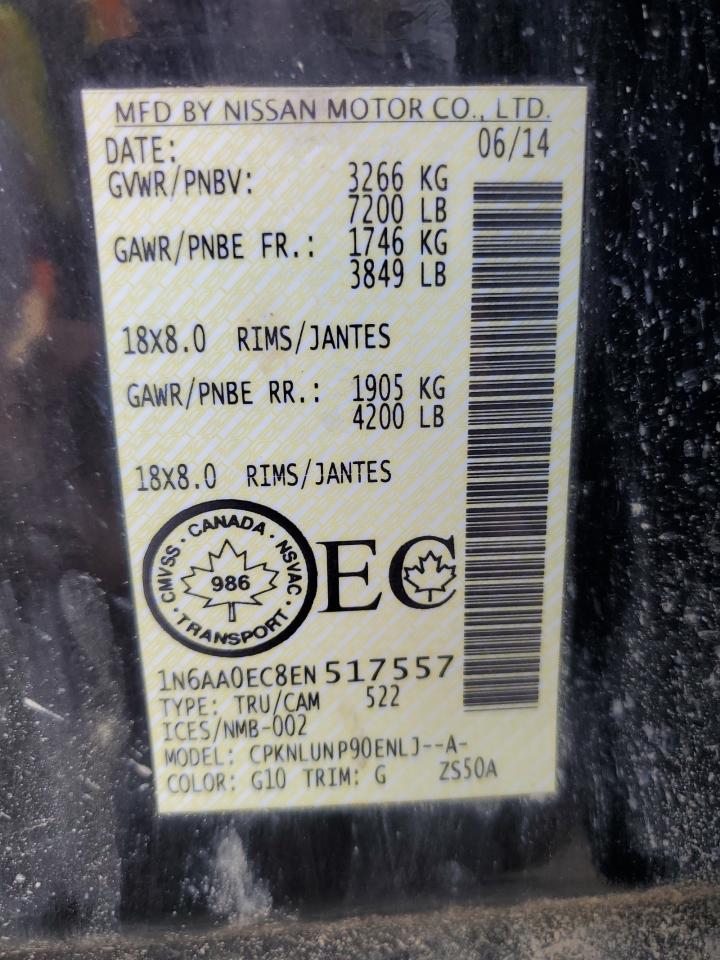 MFD BY NISSAN MOTOR CO., LTD.
DATE: 06/14
GVWR/PNBV: 3266 KG
7200 LB
GAWR/PNBE FR.: 1746 KG
3849 LB
18X8.0 RIMS/JANTES
GAWR/PNBE RR.: 1905 KG
4200 LB
18X8.0 RIMS/JANTES
CMVSS · CANADA · NSVAC · TRANSPORT ·
986
EC
1N6AA0EC8EN517557
TYPE: TRU/CAM 522
ICES/NMB-002
MODEL: CPKNLUNP90ENLJ--A-
COLOR: G10 TRIM: G ZS50A